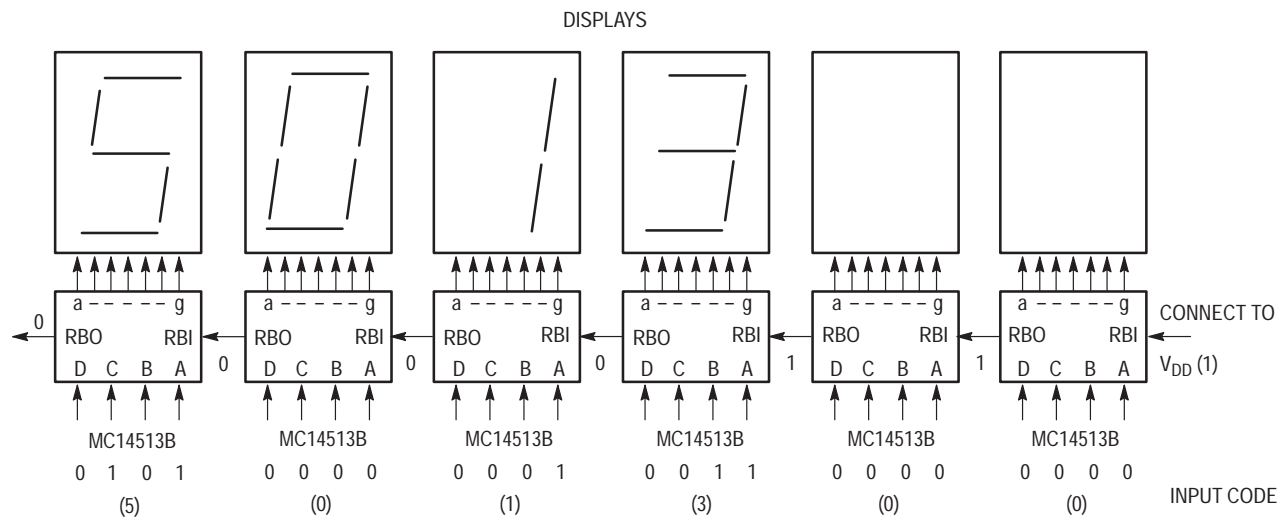 DISPLAYS
a - - - - - g a - - - - - g a - - - - - g a - - - - - g a - - - - - g a - - - - - g
CONNECT TO
0 RBO RBI RBO RBI RBO RBI RBO RBI RBO RBI RBO RBI
0 0 0 1 1 VDD (1)
D C B A D C B A D C B A D C B A D C B A D C B A
MC14513B MC14513B MC14513B MC14513B MC14513B MC14513B
0 1 0 1 0 0 0 0 0 0 0 1 0 0 1 1 0 0 0 0 0 0 0 0
(5) (0) (1) (3) (0) (0) INPUT CODE